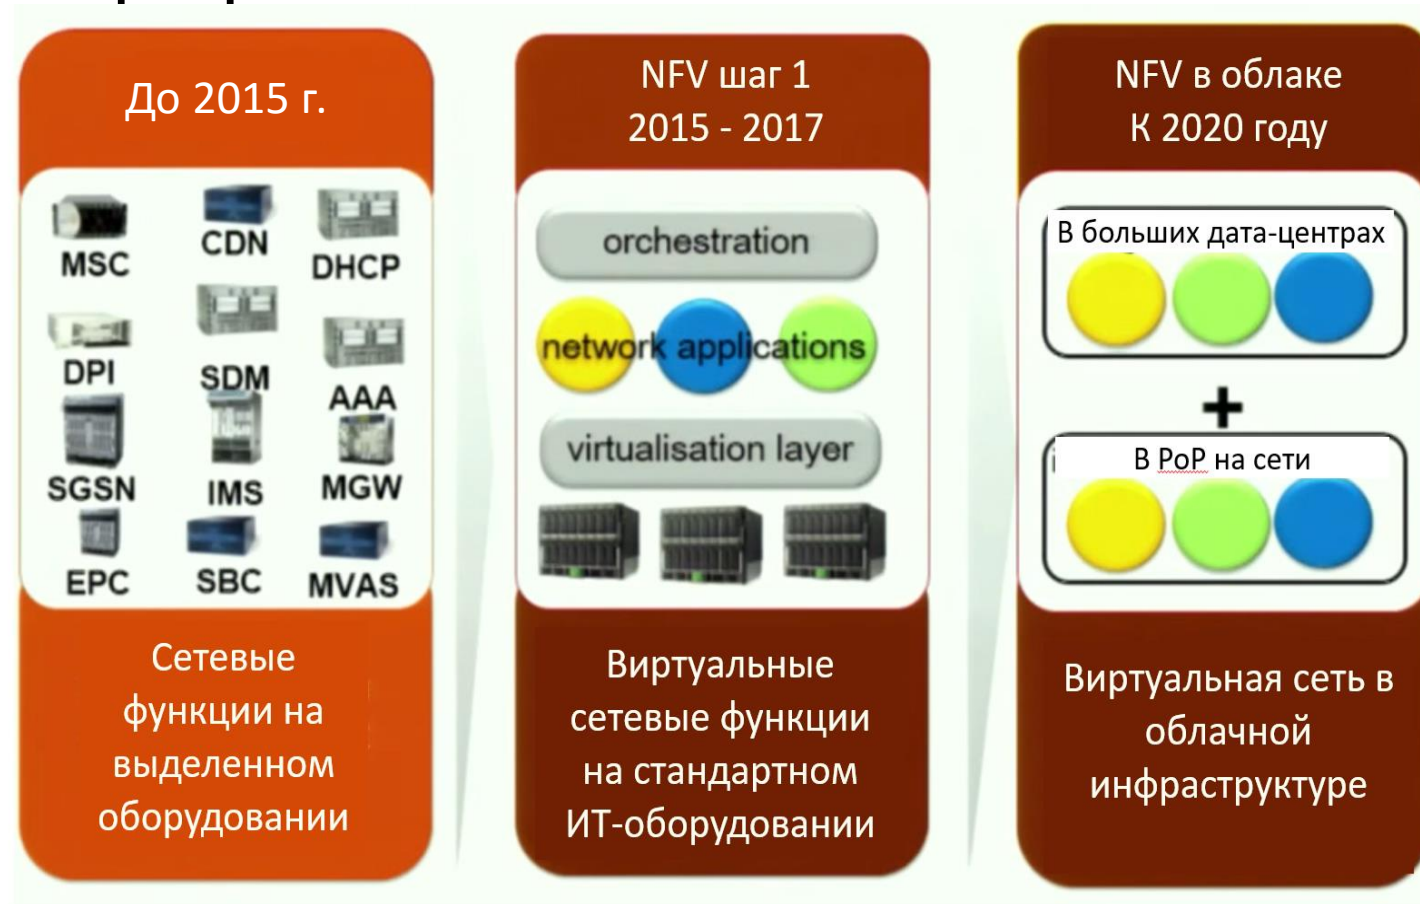 До 2015 г.
MSC
CDN
DHCP
DPI
SDM
AAA
SGSN
IMS
MGW
EPC
SBC
MVAS
Сетевые
функции на
выделенном
оборудовании
NFV шаг 1
2015 - 2017
orchestration
network applications
virtualisation layer
Виртуальные
сетевые функции
на стандартном
ИТ-оборудовании
NFV в облаке
К 2020 году
В больших дата-центрах
+
В PoP на сети
Виртуальная сеть в
облачной
инфраструктуре